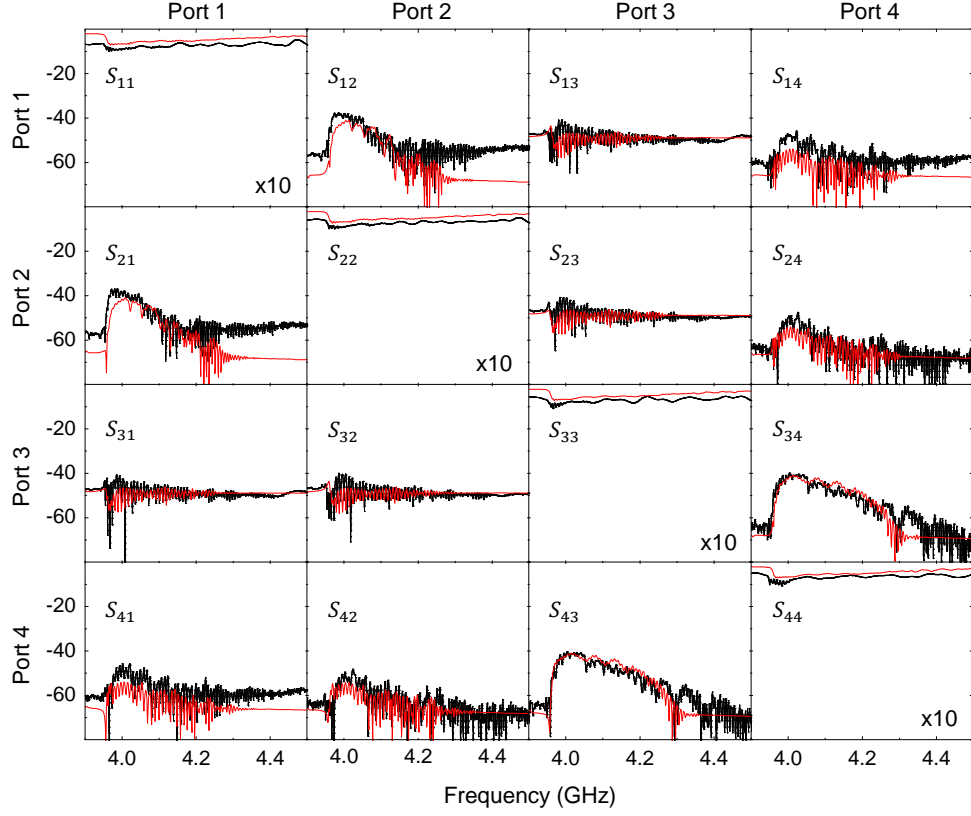 Port 1 Port 2 Port 3 Port 4
Port 1
-20
-40
-60
S₁₁ S₁₂ S₁₃ S₁₄
x10
Port 2
-20
-40
-60
S₂₁ S₂₂ S₂₃ S₂₄
x10
Port 3
-20
-40
-60
S₃₁ S₃₂ S₃₃ S₃₄
x10
Port 4
-20
-40
-60
S₄₁ S₄₂ S₄₃ S₄₄
x10
4.0 4.2 4.4 4.0 4.2 4.4 4.0 4.2 4.4 4.0 4.2 4.4
Frequency (GHz)